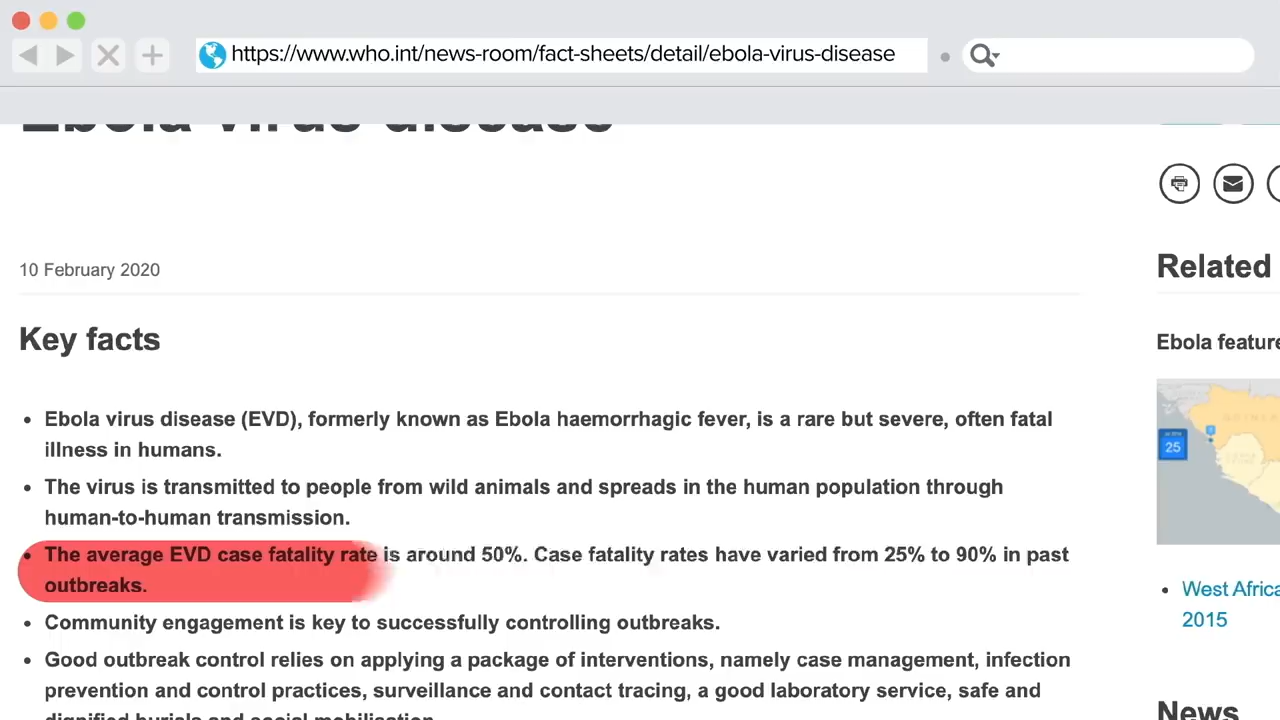 https://www.who.int/news-room/fact-sheets/detail/ebola-virus-disease
Ebola virus disease
10 February 2020
Key facts
Ebola virus disease (EVD), formerly known as Ebola haemorrhagic fever, is a rare but severe, often fatal
illness in humans.
The virus is transmitted to people from wild animals and spreads in the human population through
human-to-human transmission.
The average EVD case fatality rate is around 50%. Case fatality rates have varied from 25% to 90% in past
outbreaks.
Community engagement is key to successfully controlling outbreaks.
Good outbreak control relies on applying a package of interventions, namely case management, infection
prevention and control practices, surveillance and contact tracing, a good laboratory service, safe and
dignified burials and social mobilisation.
Related
Ebola feature
25
West Africa
2015
News